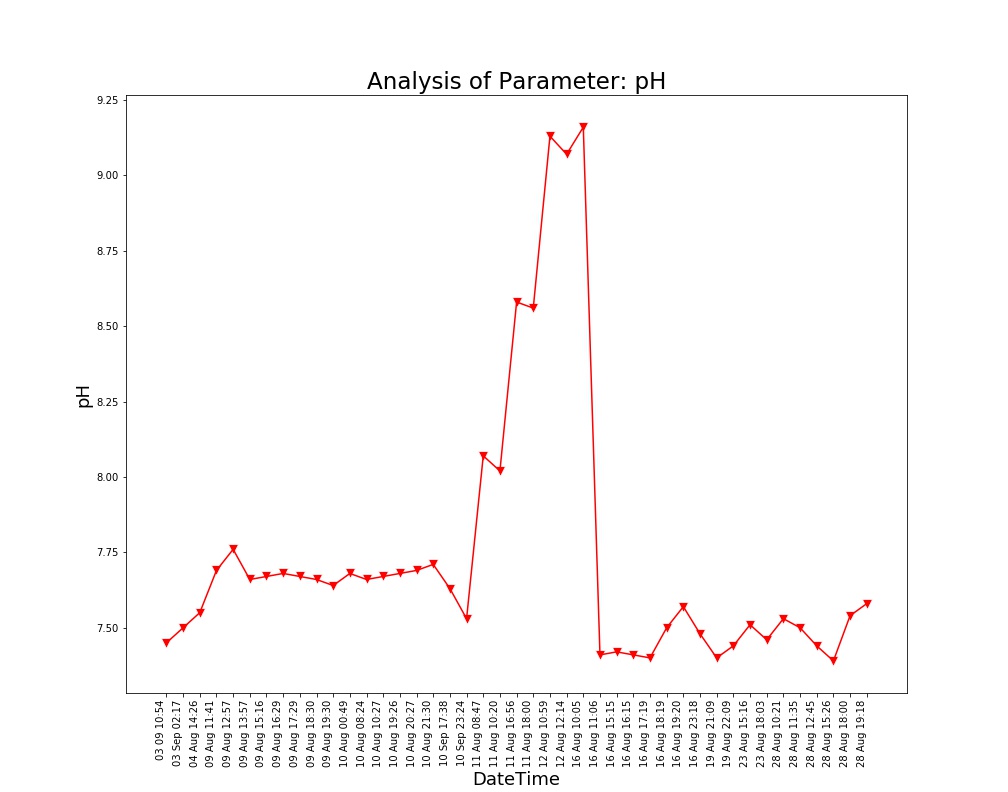 Analysis of Parameter: pH
9.25
9.00
8.75
8.50
8.25
8.00
7.75
7.50
pH
03 09 10:54
03 Sep 02:17
04 Aug 14:26
09 Aug 11:41
09 Aug 12:57
09 Aug 13:57
09 Aug 15:16
09 Aug 16:29
09 Aug 17:29
09 Aug 18:30
09 Aug 19:30
10 Aug 00:49
10 Aug 08:24
10 Aug 10:27
10 Aug 19:26
10 Aug 20:27
10 Aug 21:30
10 Sep 17:38
10 Sep 23:24
11 Aug 08:47
11 Aug 10:20
11 Aug 16:56
11 Aug 18:00
12 Aug 10:59
12 Aug 12:14
16 Aug 10:05
16 Aug 11:06
16 Aug 15:15
16 Aug 16:15
16 Aug 17:19
16 Aug 18:19
16 Aug 19:20
16 Aug 23:18
19 Aug 21:09
19 Aug 22:09
23 Aug 15:16
23 Aug 18:03
28 Aug 10:21
28 Aug 11:35
28 Aug 12:45
28 Aug 15:26
28 Aug 18:00
28 Aug 19:18
DateTime